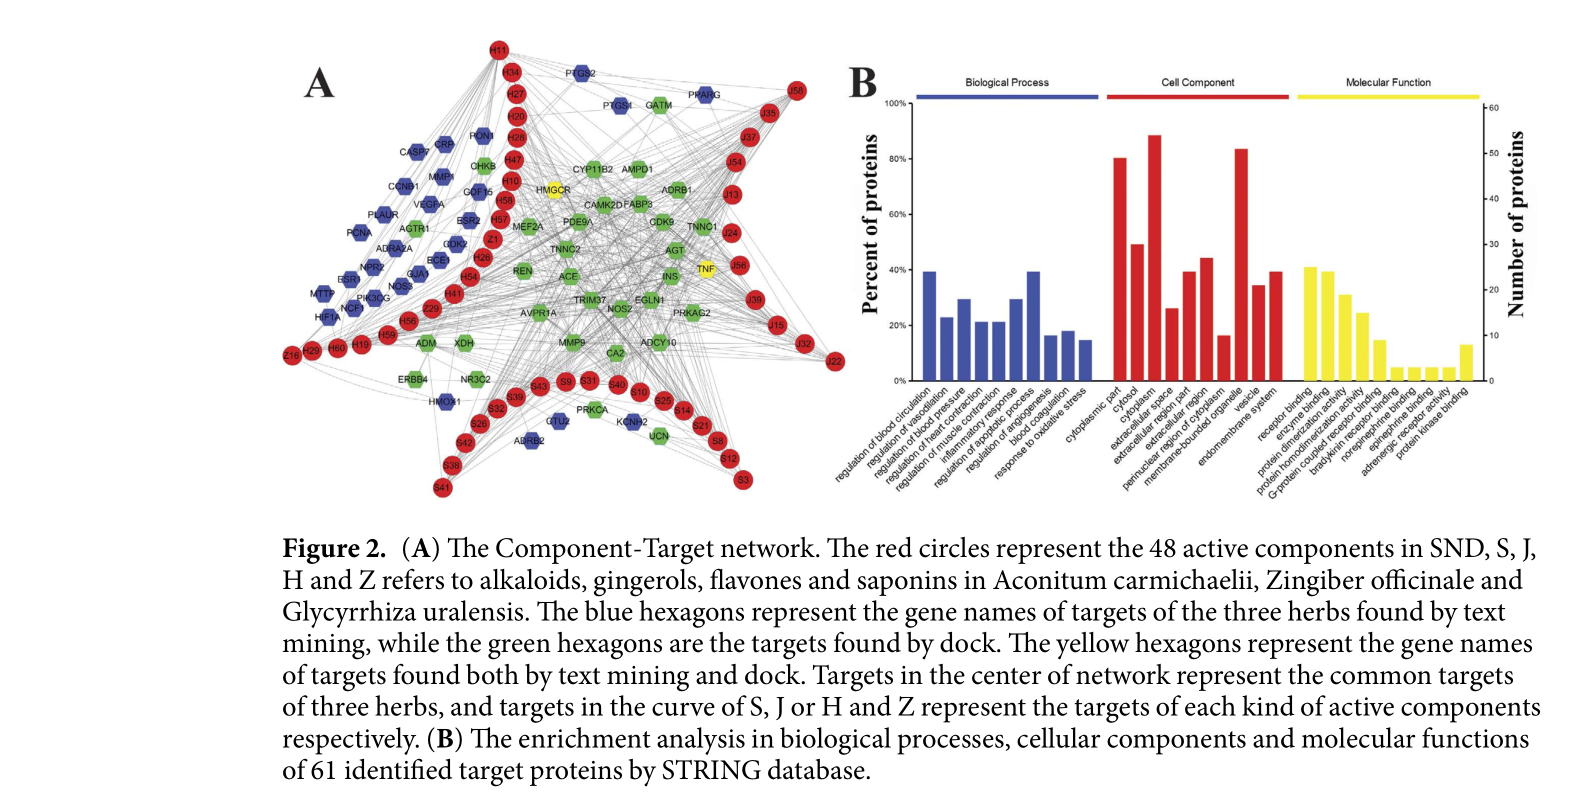 A
H11
H34
H27
H20
H28
H47
H10
H58
H57
Z1
H26
H54
H41
Z29
H56
H59
H19
H60
H29
Z16
J58
J35
J37
J54
J13
J24
J56
J39
J15
J32
J22
S41
S38
S42
S26
S32
S39
S43
S9
S31
S40
S10
S25
S14
S21
S8
S12
S3
PTGS2
PTGS1
GATM
PPARG
PON1
CRP
CASP7
CHKB
MMP1
CCNB1
GDF15
VEGFA
PLAUR
ESR2
AGTR1
PCNA
CDK2
ADRA2A
ECE1
NPR2
GJA1
ESR1
NOS3
MTTP
PIK3CG
NCF1
HIF1A
CYP11B2
AMPD1
HMGCR
ADRB1
CAMK2D
FABP3
MEF2A
PDE9A
CDK9
TNNC1
TNNC2
AGT
REN
ACE
INS
TNF
TRIM37
EGLN1
NOS2
AVPR1A
PRKAG2
MMP9
CA2
ADCY10
ADM
XDH
ERBB4
NR3C2
HMOX1
PRKCA
KCNH2
UCN
ADRB2
B
Biological Process
Cell Component
Molecular Function
Percent of proteins
100%
80%
60%
40%
20%
0%
Number of proteins
60
50
40
30
20
10
0
regulation of blood circulation
regulation of vasodilation
regulation of blood pressure
regulation of heart contraction
regulation of muscle contraction
inflammatory response
regulation of apoptotic process
regulation of angiogenesis
blood coagulation
response to oxidative stress
cytoplasmic part
cytosol
cytoplasm
extracellular space
extracellular region part
extracellular region
perinuclear region of cytoplasm
membrane-bounded organelle
vesicle
endomembrane system
receptor binding
enzyme binding
protein dimerization activity
protein homodimerization activity
G-protein coupled receptor binding
bradykinin receptor binding
norepinephrine binding
epinephrine binding
adrenergic receptor activity
protein kinase binding
Figure 2. (A) The Component-Target network. The red circles represent the 48 active components in SND, S, J,
H and Z refers to alkaloids, gingerols, flavones and saponins in Aconitum carmichaelii, Zingiber officinale and
Glycyrrhiza uralensis. The blue hexagons represent the gene names of targets of the three herbs found by text
mining, while the green hexagons are the targets found by dock. The yellow hexagons represent the gene names
of targets found both by text mining and dock. Targets in the center of network represent the common targets
of three herbs, and targets in the curve of S, J or H and Z represent the targets of each kind of active components
respectively. (B) The enrichment analysis in biological processes, cellular components and molecular functions
of 61 identified target proteins by STRING database.